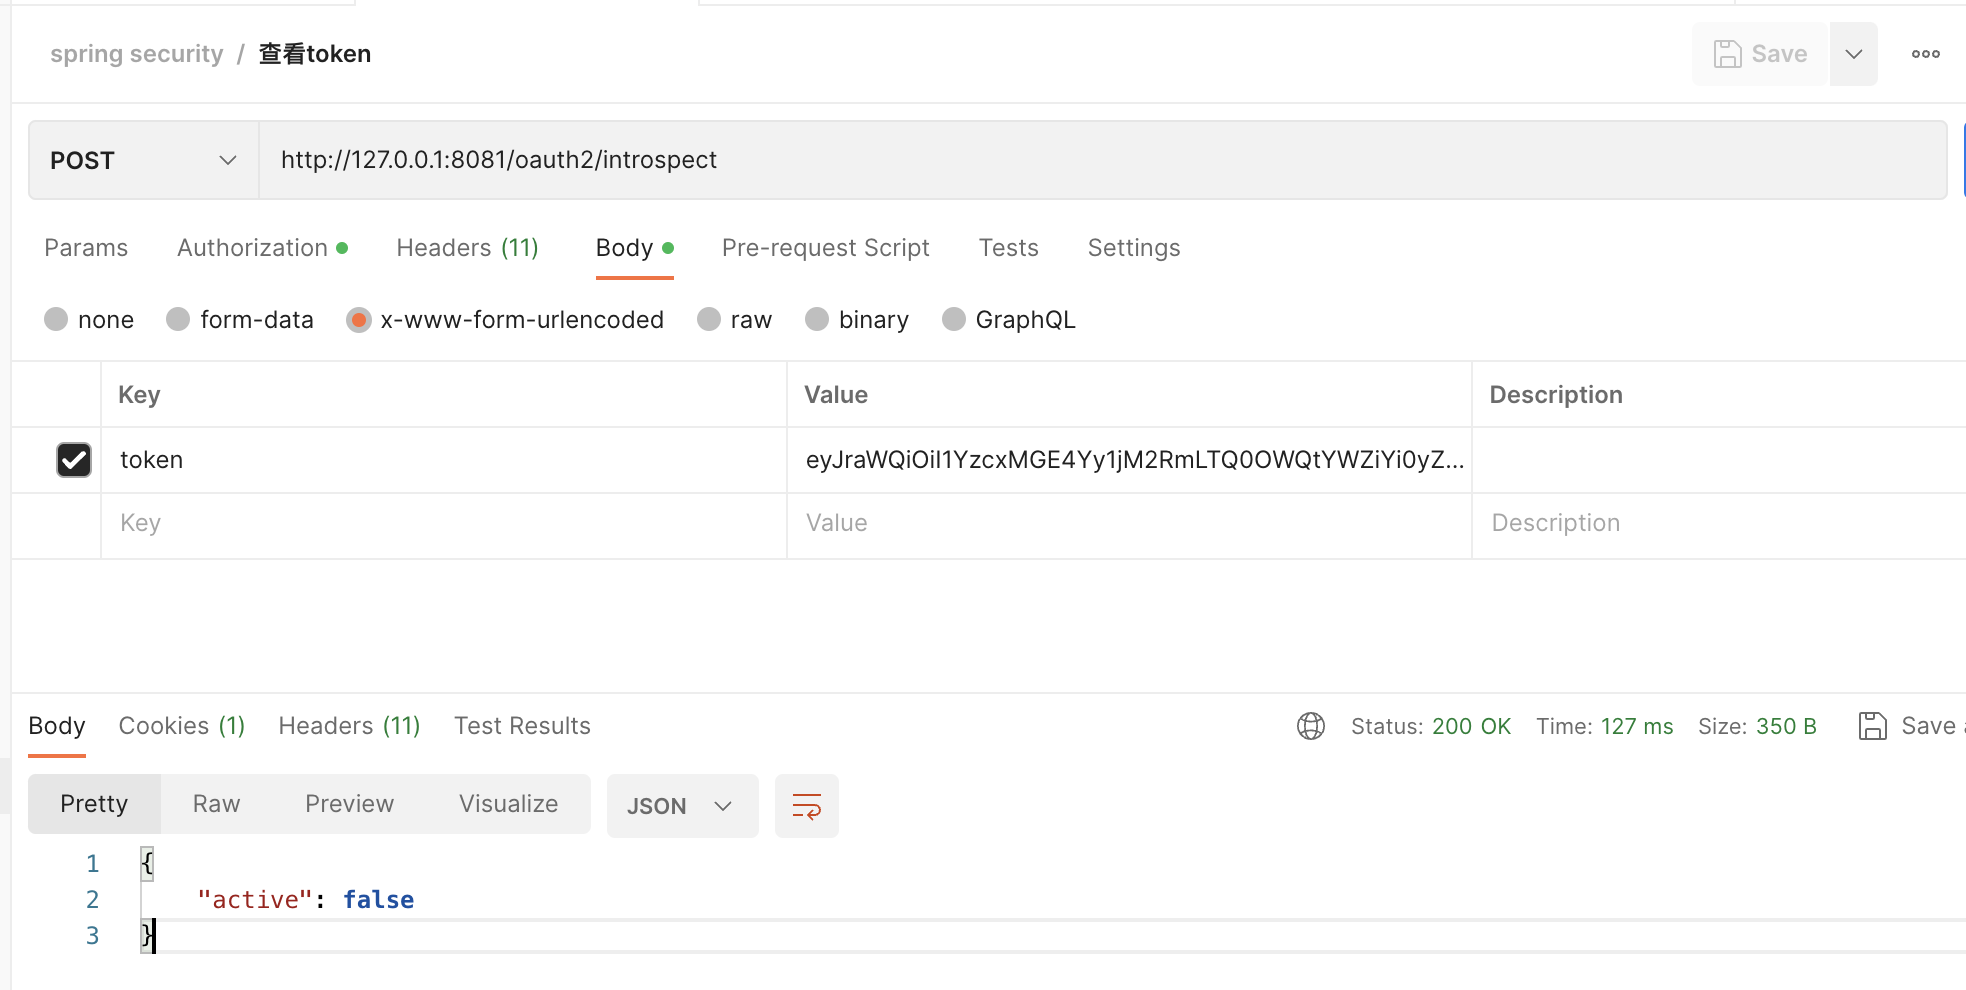 spring security / 查看token
Save
POST http://127.0.0.1:8081/oauth2/introspect
Params Authorization Headers (11) Body Pre-request Script Tests Settings
none form-data x-www-form-urlencoded raw binary GraphQL
Key Value Description
token eyJraWQiOiI1YzcxMGE4Yy1jM2RmLTQ0OWQtYWZiYi0yZ...
Key Value Description
Body Cookies (1) Headers (11) Test Results Status: 200 OK Time: 127 ms Size: 350 B Save
Pretty Raw Preview Visualize JSON
1 {
2 "active": false
3 }